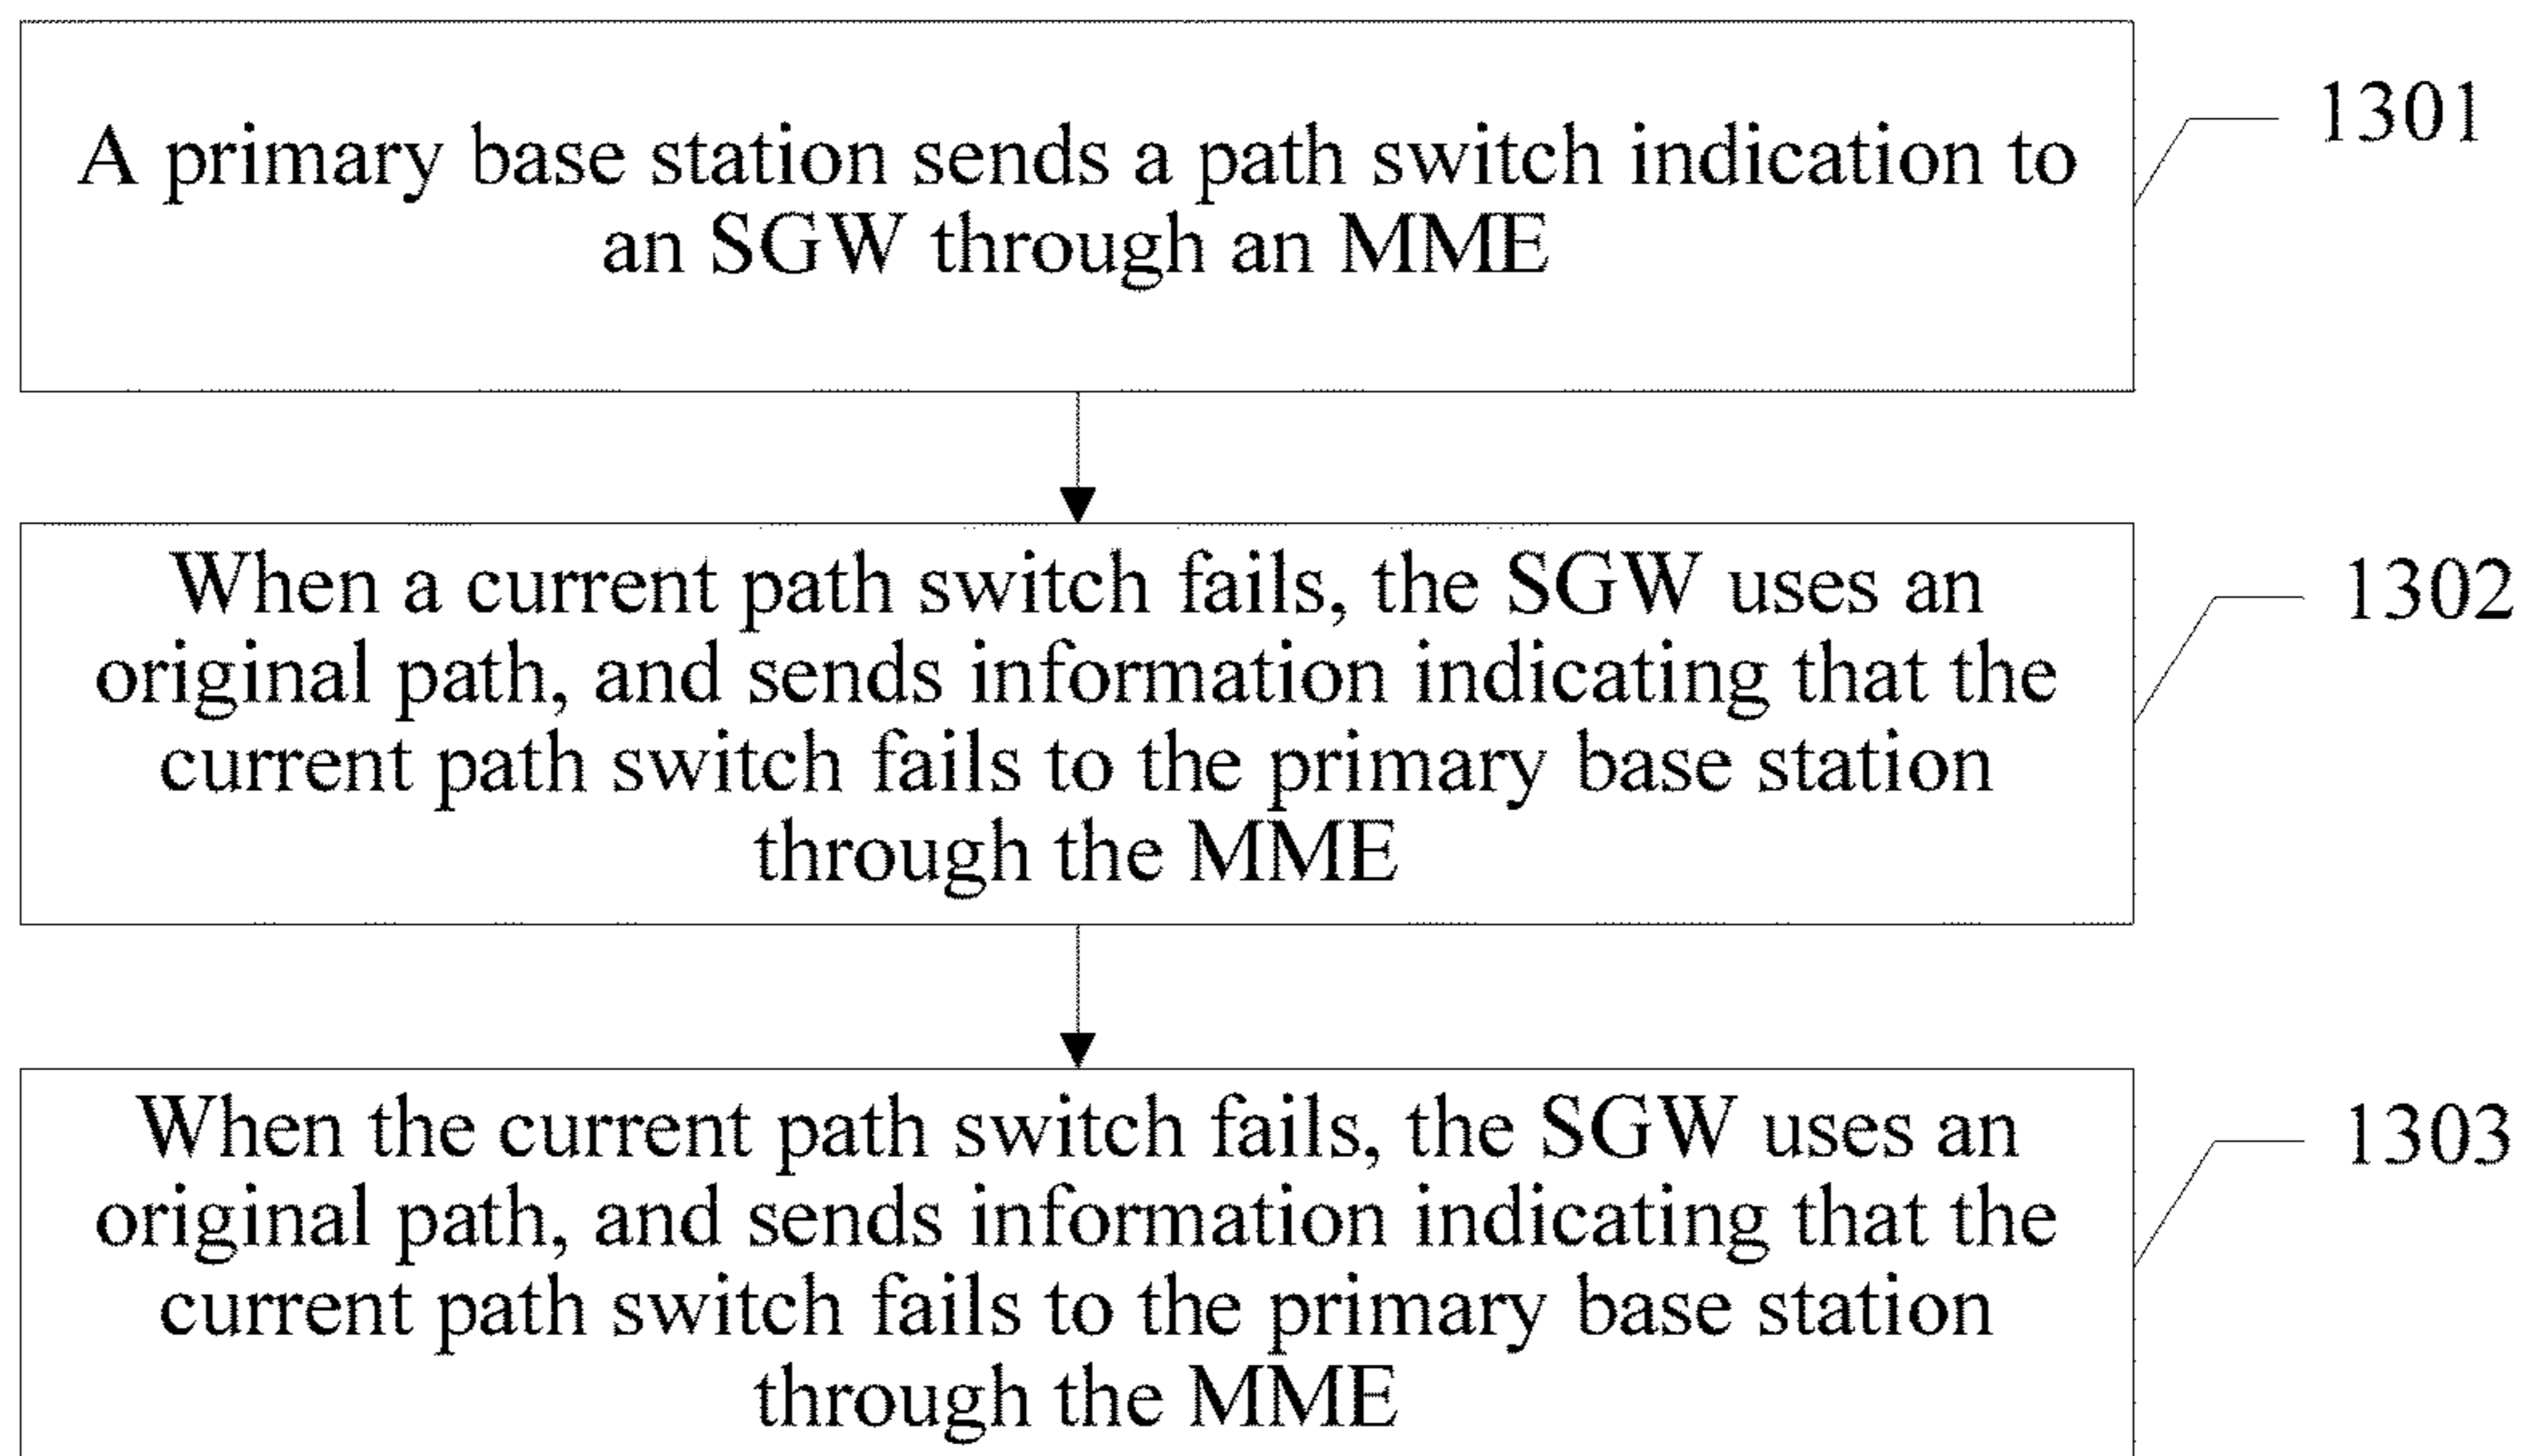 A primary base station sends a path switch indication to
an SGW through an MME
1301
When a current path switch fails, the SGW uses an
original path, and sends information indicating that the
current path switch fails to the primary base station
through the MME
1302
When the current path switch fails, the SGW uses an
original path, and sends information indicating that the
current path switch fails to the primary base station
through the MME
1303